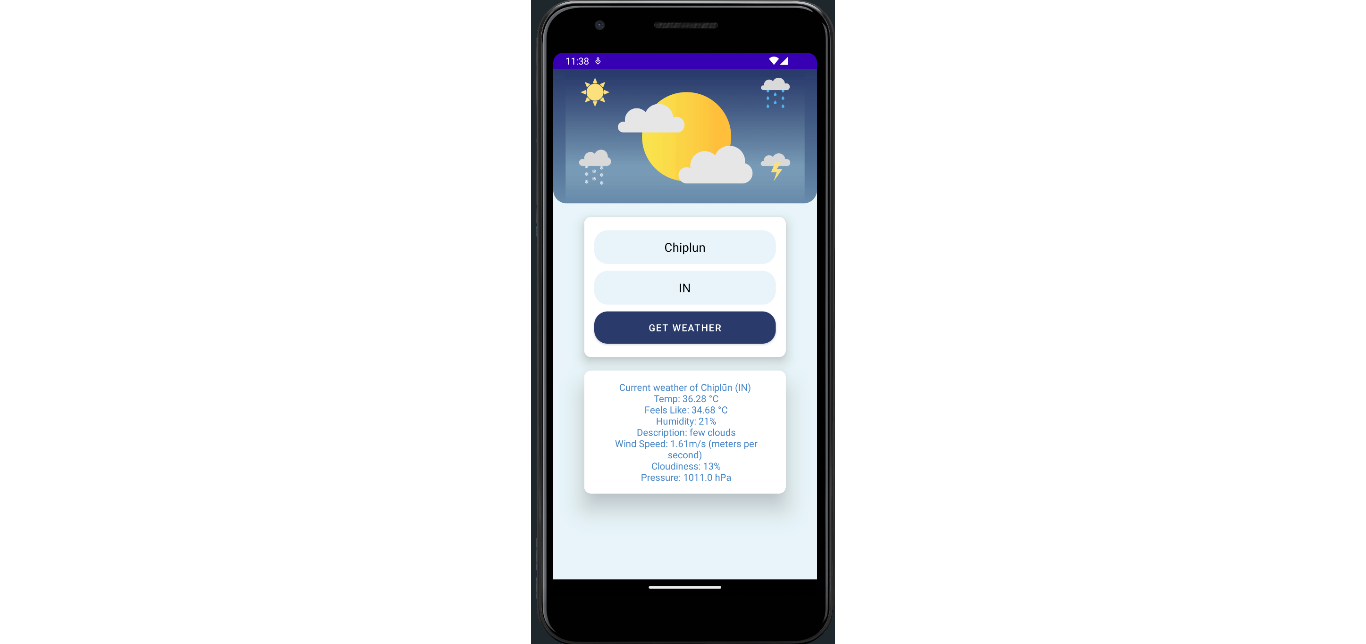 11:38
Chiplun
IN
GET WEATHER
Current weather of Chiplūn (IN)
Temp: 36.28 °C
Feels Like: 34.68 °C
Humidity: 21%
Description: few clouds
Wind Speed: 1.61m/s (meters per
second)
Cloudiness: 13%
Pressure: 1011.0 hPa